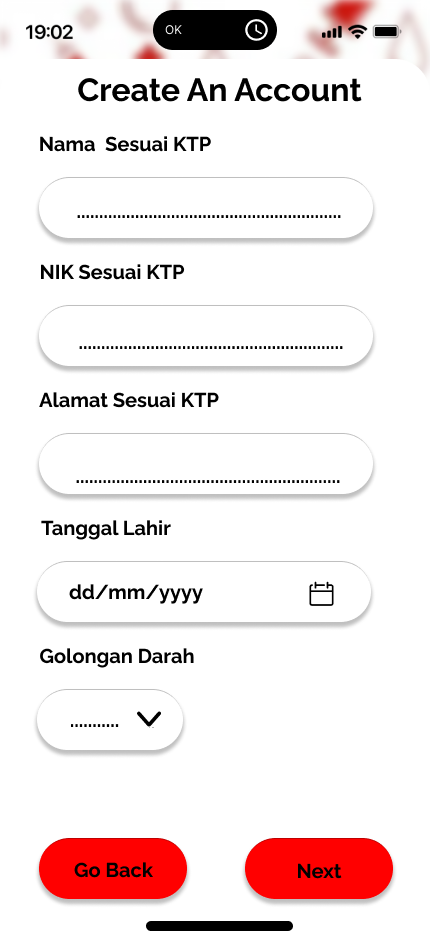 19:02
OK
Create An Account
Nama  Sesuai KTP
............................................................
NIK Sesuai KTP
............................................................
Alamat Sesuai KTP
............................................................
Tanggal Lahir
dd/mm/yyyy
Golongan Darah
...........
Go Back
Next